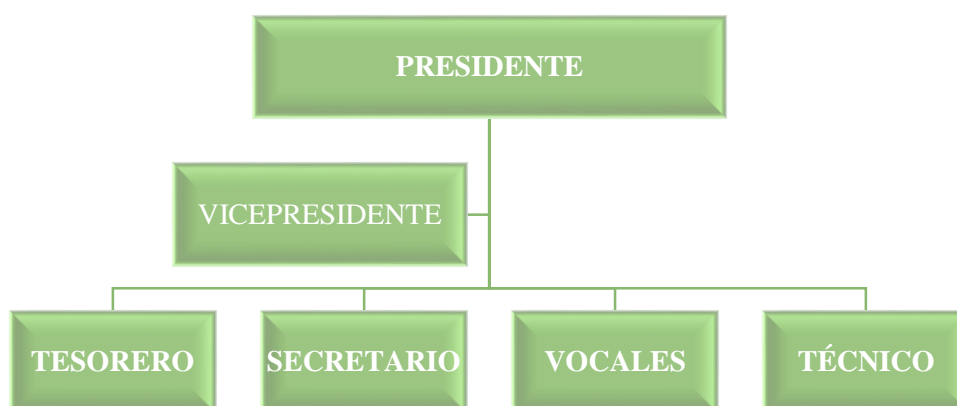 PRESIDENTE
VICEPRESIDENTE
TESORERO
SECRETARIO
VOCALES
TÉCNICO